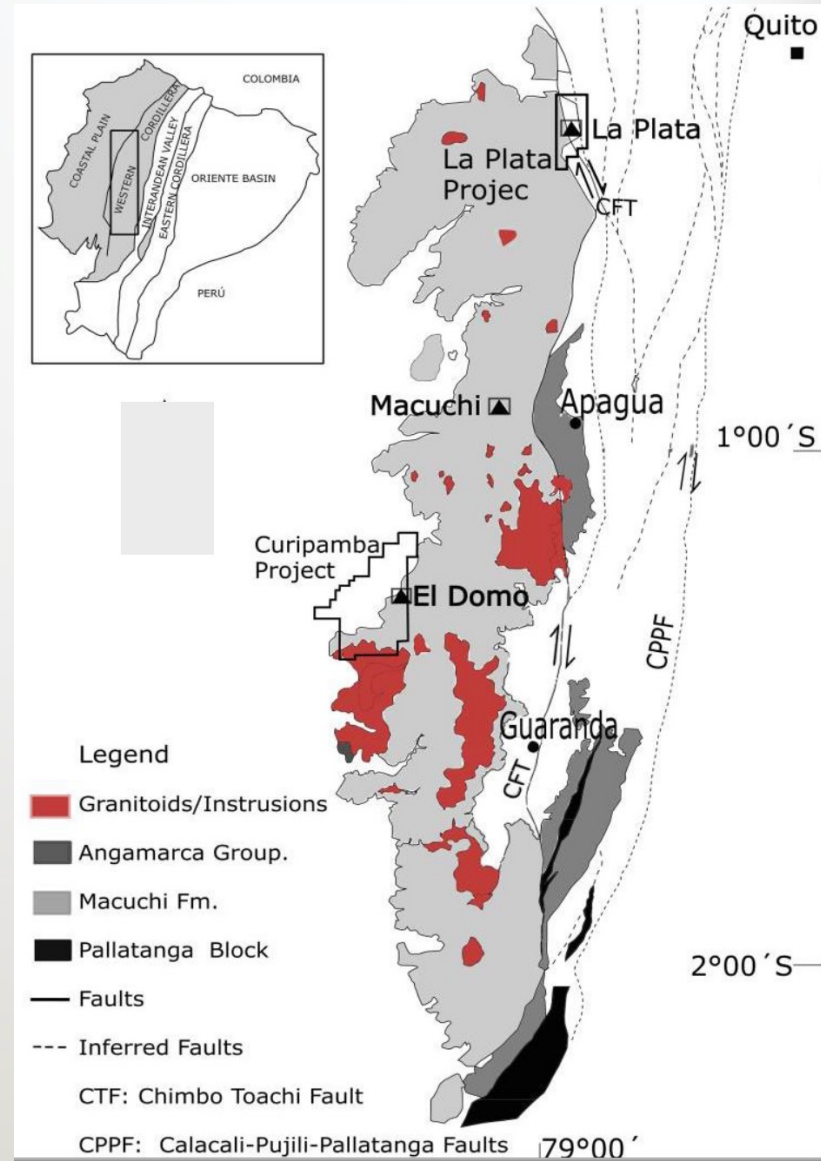 Quito
COLOMBIA
COASTAL PLAIN
WESTERN
CORDILLERA
INTERANDEAN VALLEY
EASTERN CORDILLERA
ORIENTE BASIN
PERÚ
La Plata
La Plata
Projec
CFT
Macuchi
Apagua
1°00´S
Curipamba
Project
El Domo
CPPF
Guaranda
CFT
Legend
Granitoids/Instrusions
Angamarca Group.
Macuchi Fm.
Pallatanga Block
2°00´S
Faults
Inferred Faults
CTF: Chimbo Toachi Fault
CPPF: Calacali-Pujili-Pallatanga Faults
79°00´